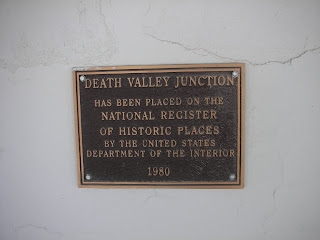 DEATH VALLEY JUNCTION
HAS BEEN PLACED ON THE
NATIONAL REGISTER
OF HISTORIC PLACES
BY THE UNITED STATES
DEPARTMENT OF THE INTERIOR
1980